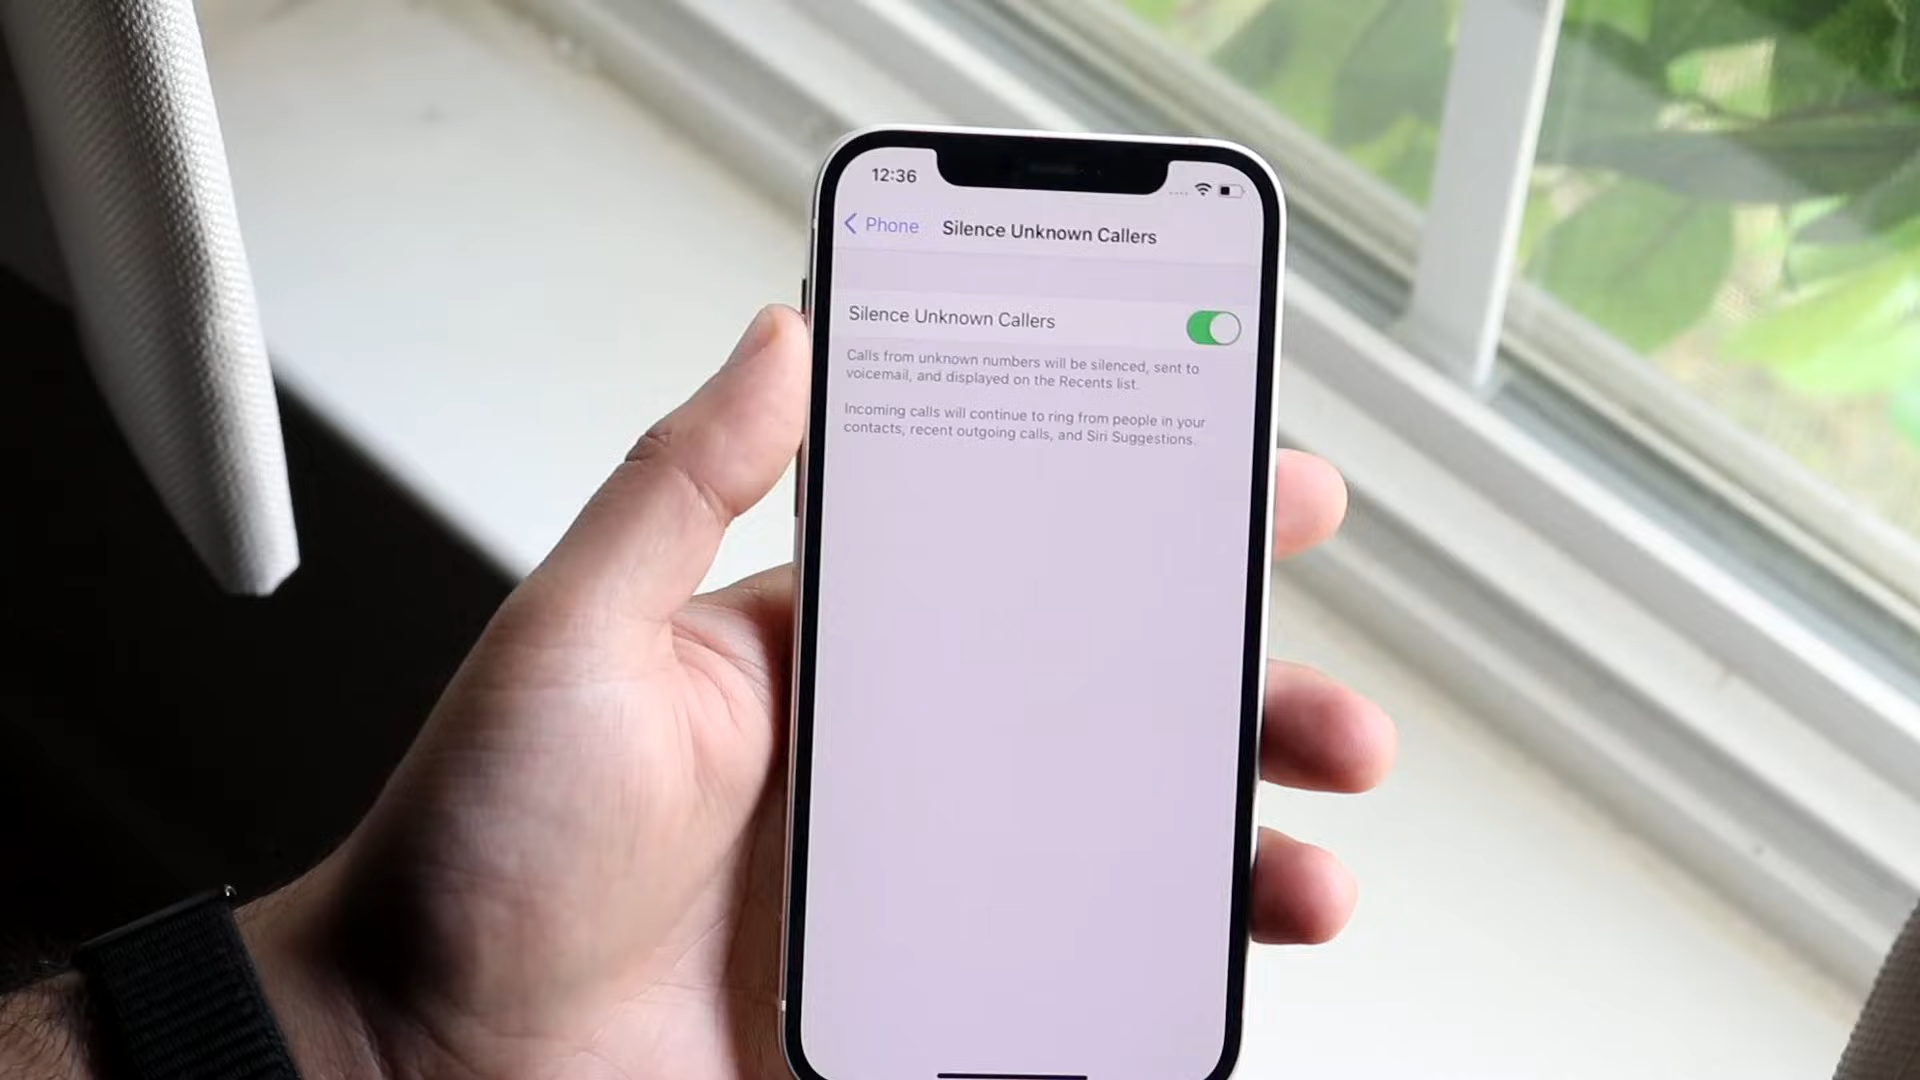 12:36
Phone Silence Unknown Callers
Silence Unknown Callers
Calls from unknown numbers will be silenced, sent to
voicemail, and displayed on the Recents list.
Incoming calls will continue to ring from people in your
contacts, recent outgoing calls, and Siri Suggestions.